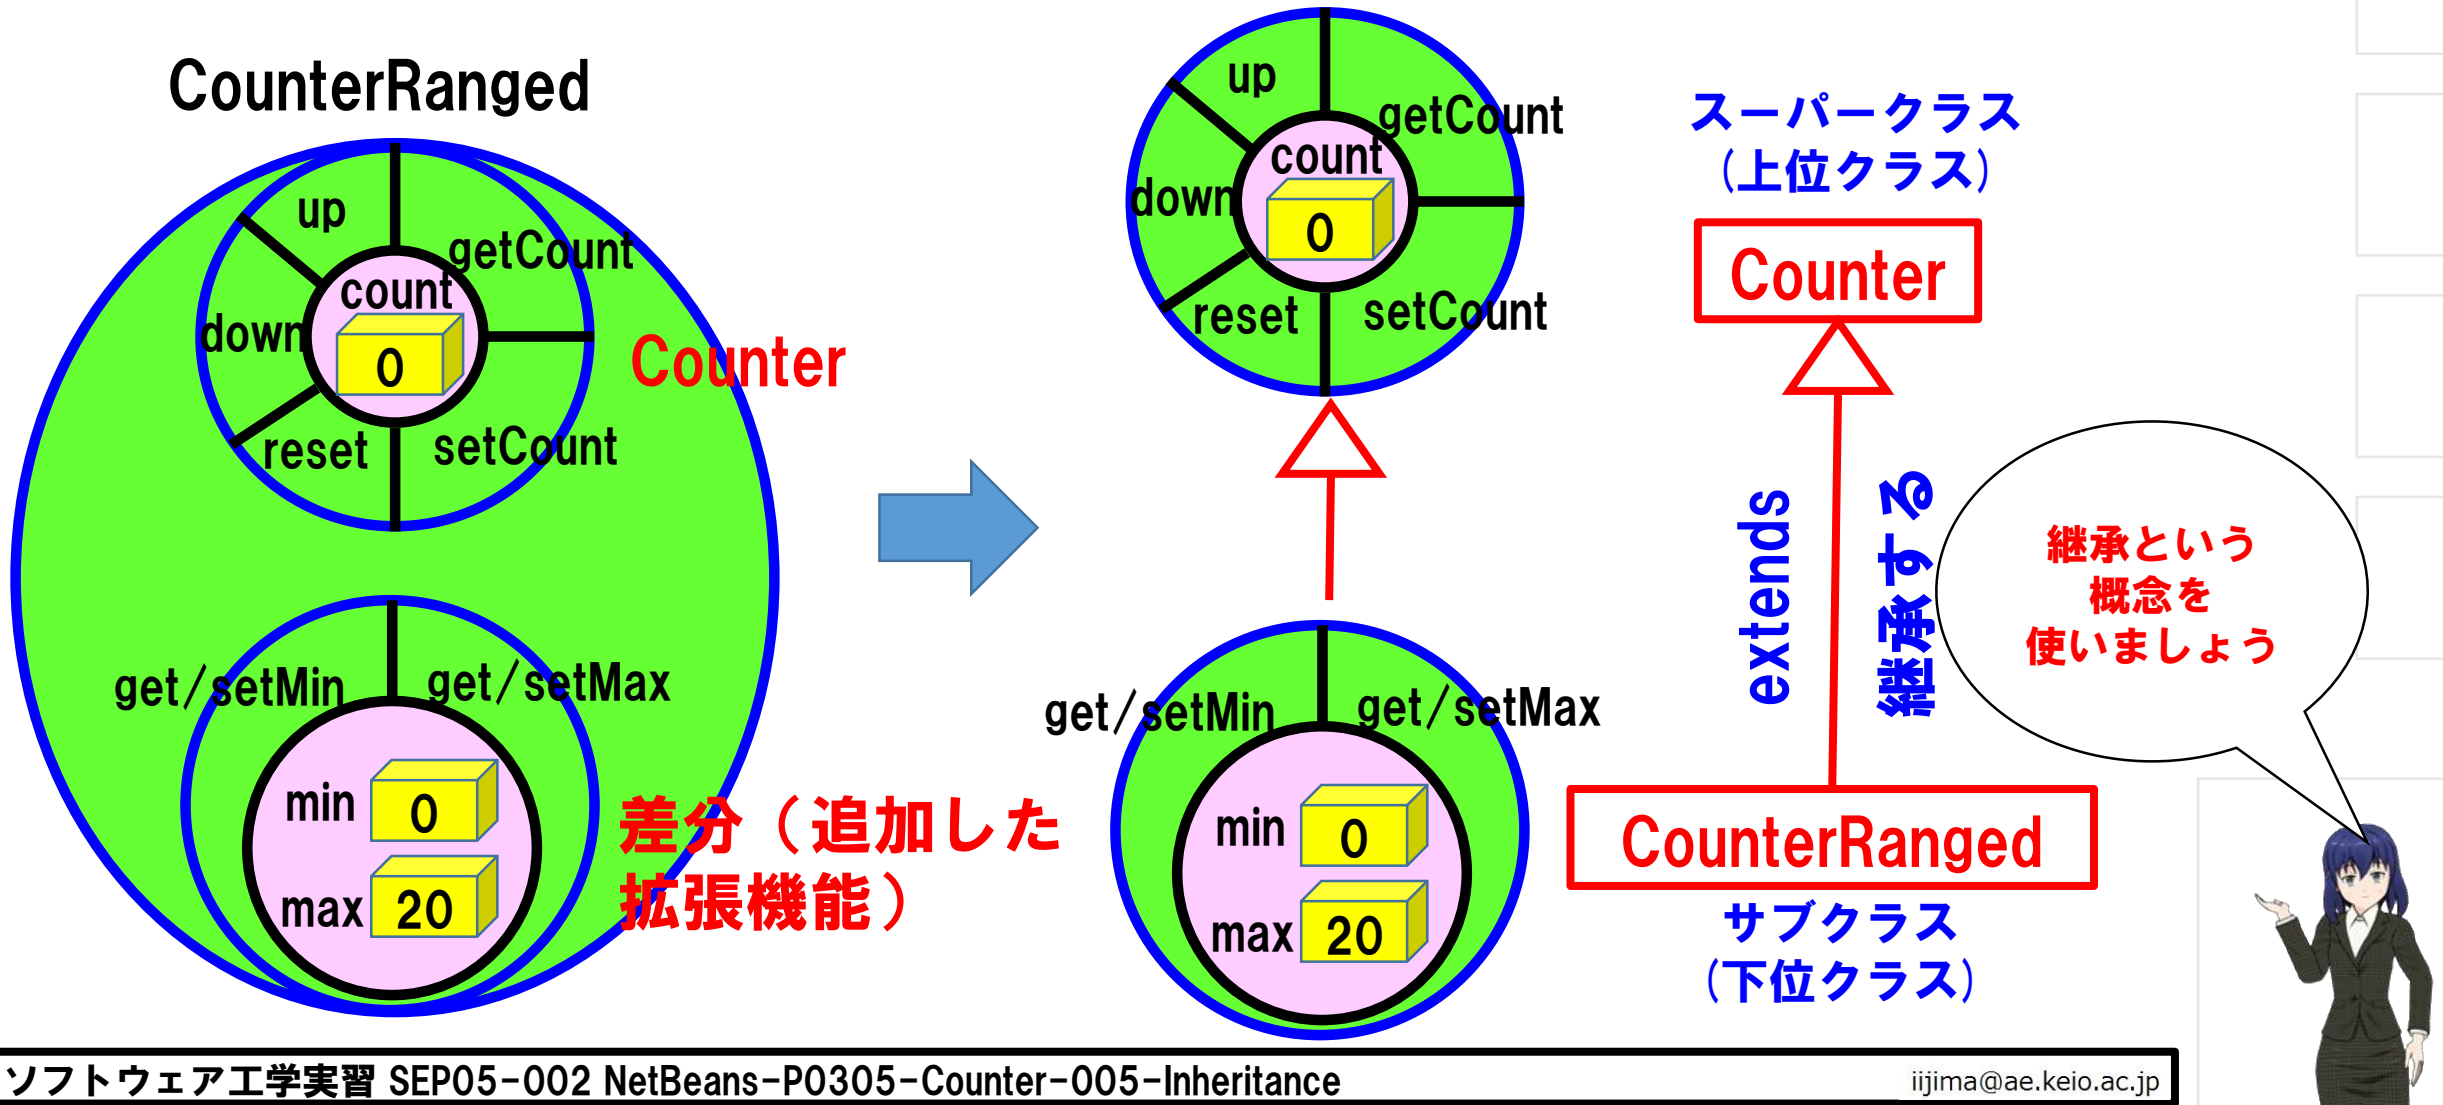 CounterRanged
up
getCount
count
0
down
reset
setCount
Counter
get/setMin
get/setMax
min
0
max
20
差分（追加した
拡張機能）
up
getCount
count
0
down
reset
setCount
get/setMin
get/setMax
min
0
max
20
スーパークラス
(上位クラス)
Counter
extends
継承する
CounterRanged
サブクラス
(下位クラス)
継承という
概念を
使いましょう
ソフトウェア工学実習 SEP05-002 NetBeans-P0305-Counter-005-Inheritance
iijima@ae.keio.ac.jp